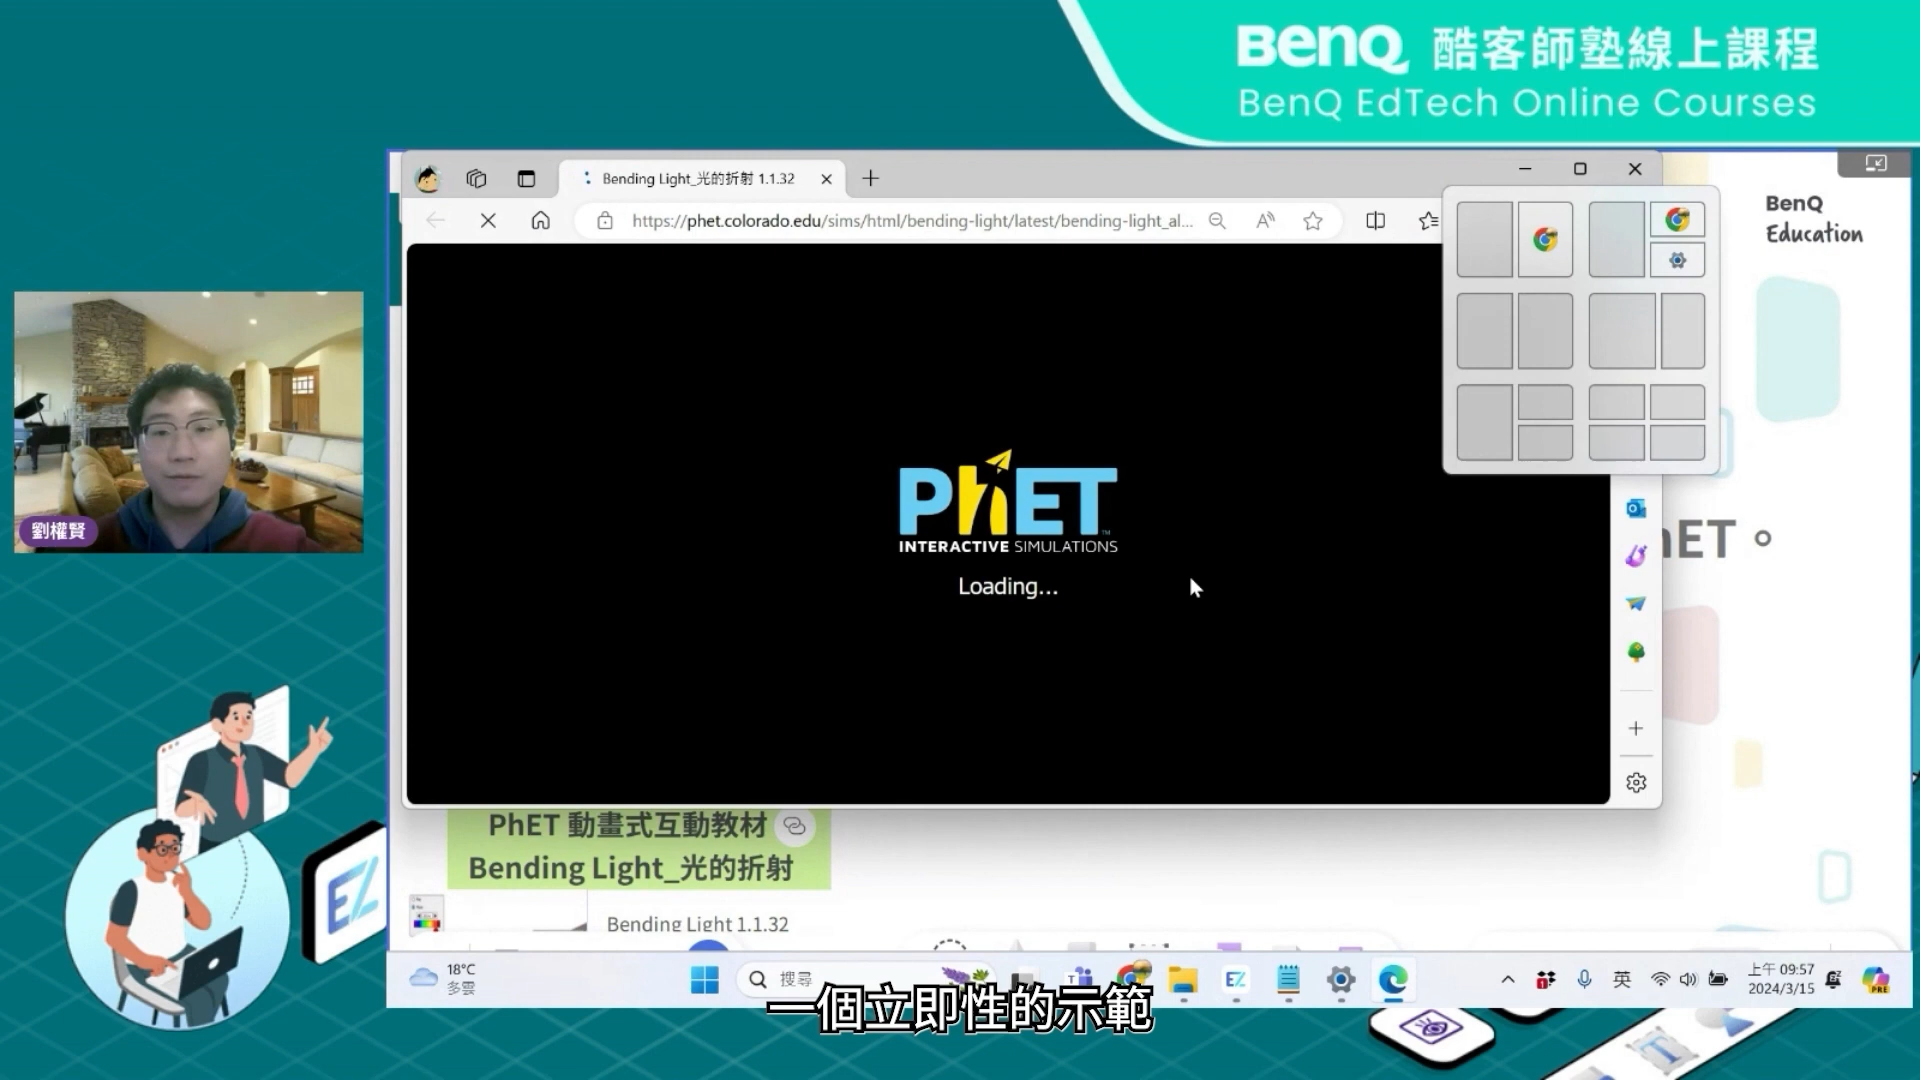 BenQ 酷客師塾線上課程
BenQ EdTech Online Courses
Bending Light_光的折射 1.1.32
https://phet.colorado.edu/sims/html/bending-light/latest/bending-light_al...
BenQ
Education
PhET
INTERACTIVE SIMULATIONS
Loading...
劉權賢
ET。
PhET 動畫式互動教材
Bending Light_光的折射
EZ
Bending Light 1.1.32
18°C
多雲
搜尋
EZ
英
上午 09:57
2024/3/15
PRE
一個立即性的示範
T